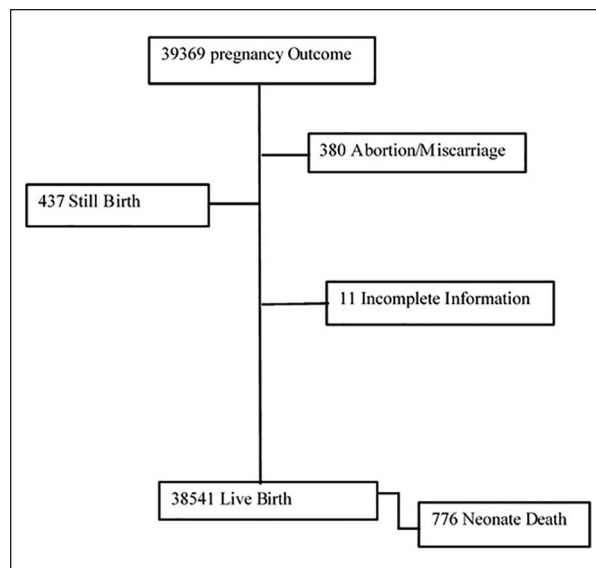 39369 pregnancy Outcome
380 Abortion/Miscarriage
437 Still Birth
11 Incomplete Information
38541 Live Birth
776 Neonate Death